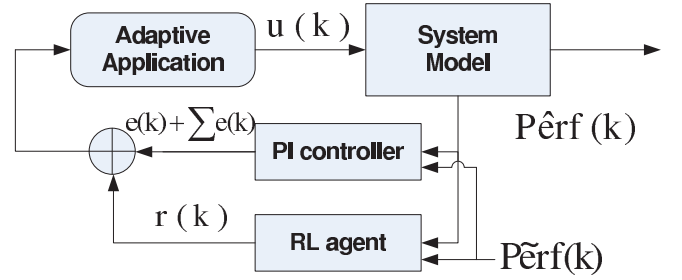 Adaptive
Application
u(k)
System
Model
Pêrf(k)
e(k)+∑e(k)
PI controller
r(k)
RL agent
Pẽrf(k)